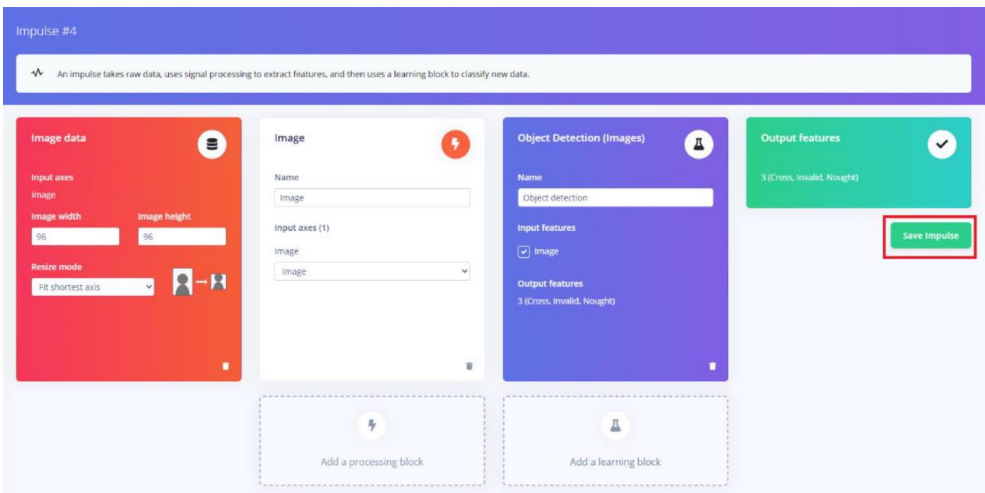 Impulse #4
An impulse takes raw data, uses signal processing to extract features, and then uses a learning block to classify new data.
Image data
Input axes
image
Image width
Image height
96
96
Resize mode
Fit shortest axis
Image
Name
Image
Input axes (1)
image
image
Object Detection (Images)
Name
Object detection
Input features
Image
Output features
3 (Cross, Invalid, Nought)
Output features
3 (Cross, Invalid, Nought)
Save Impulse
Add a processing block
Add a learning block